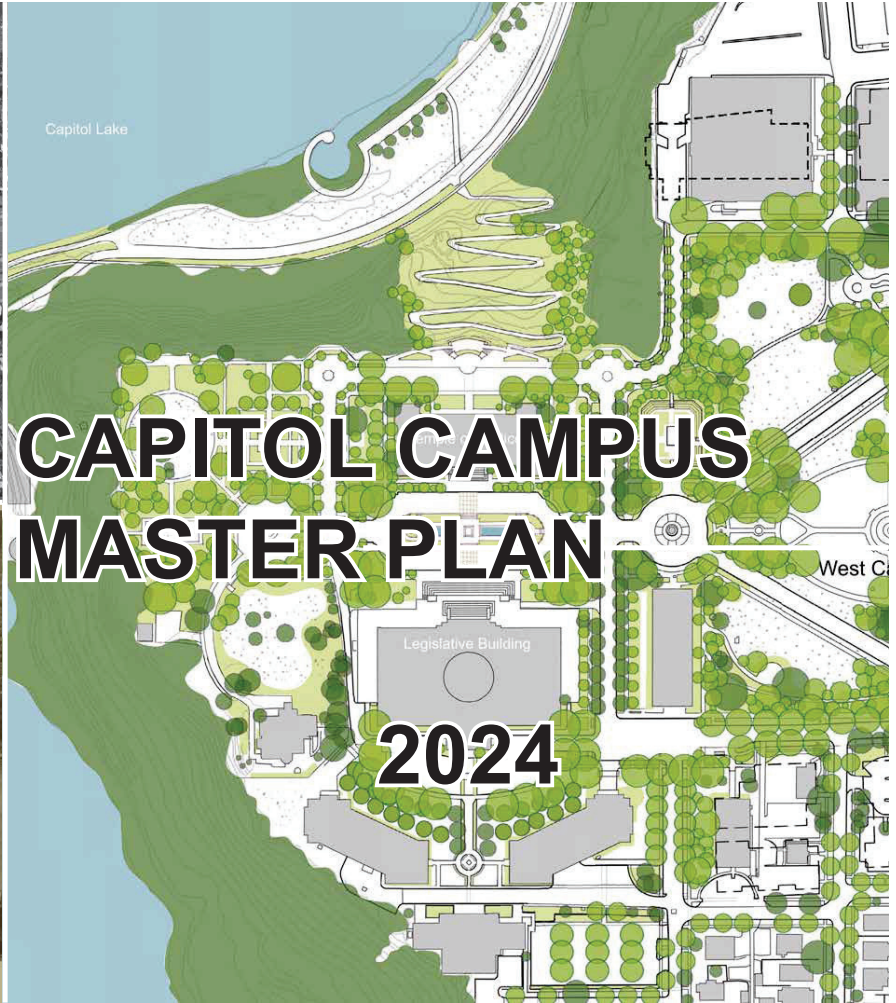 Capitol Lake
CAPITOL CAMPUS
MASTER PLAN
West Ca
Legislative Building
2024